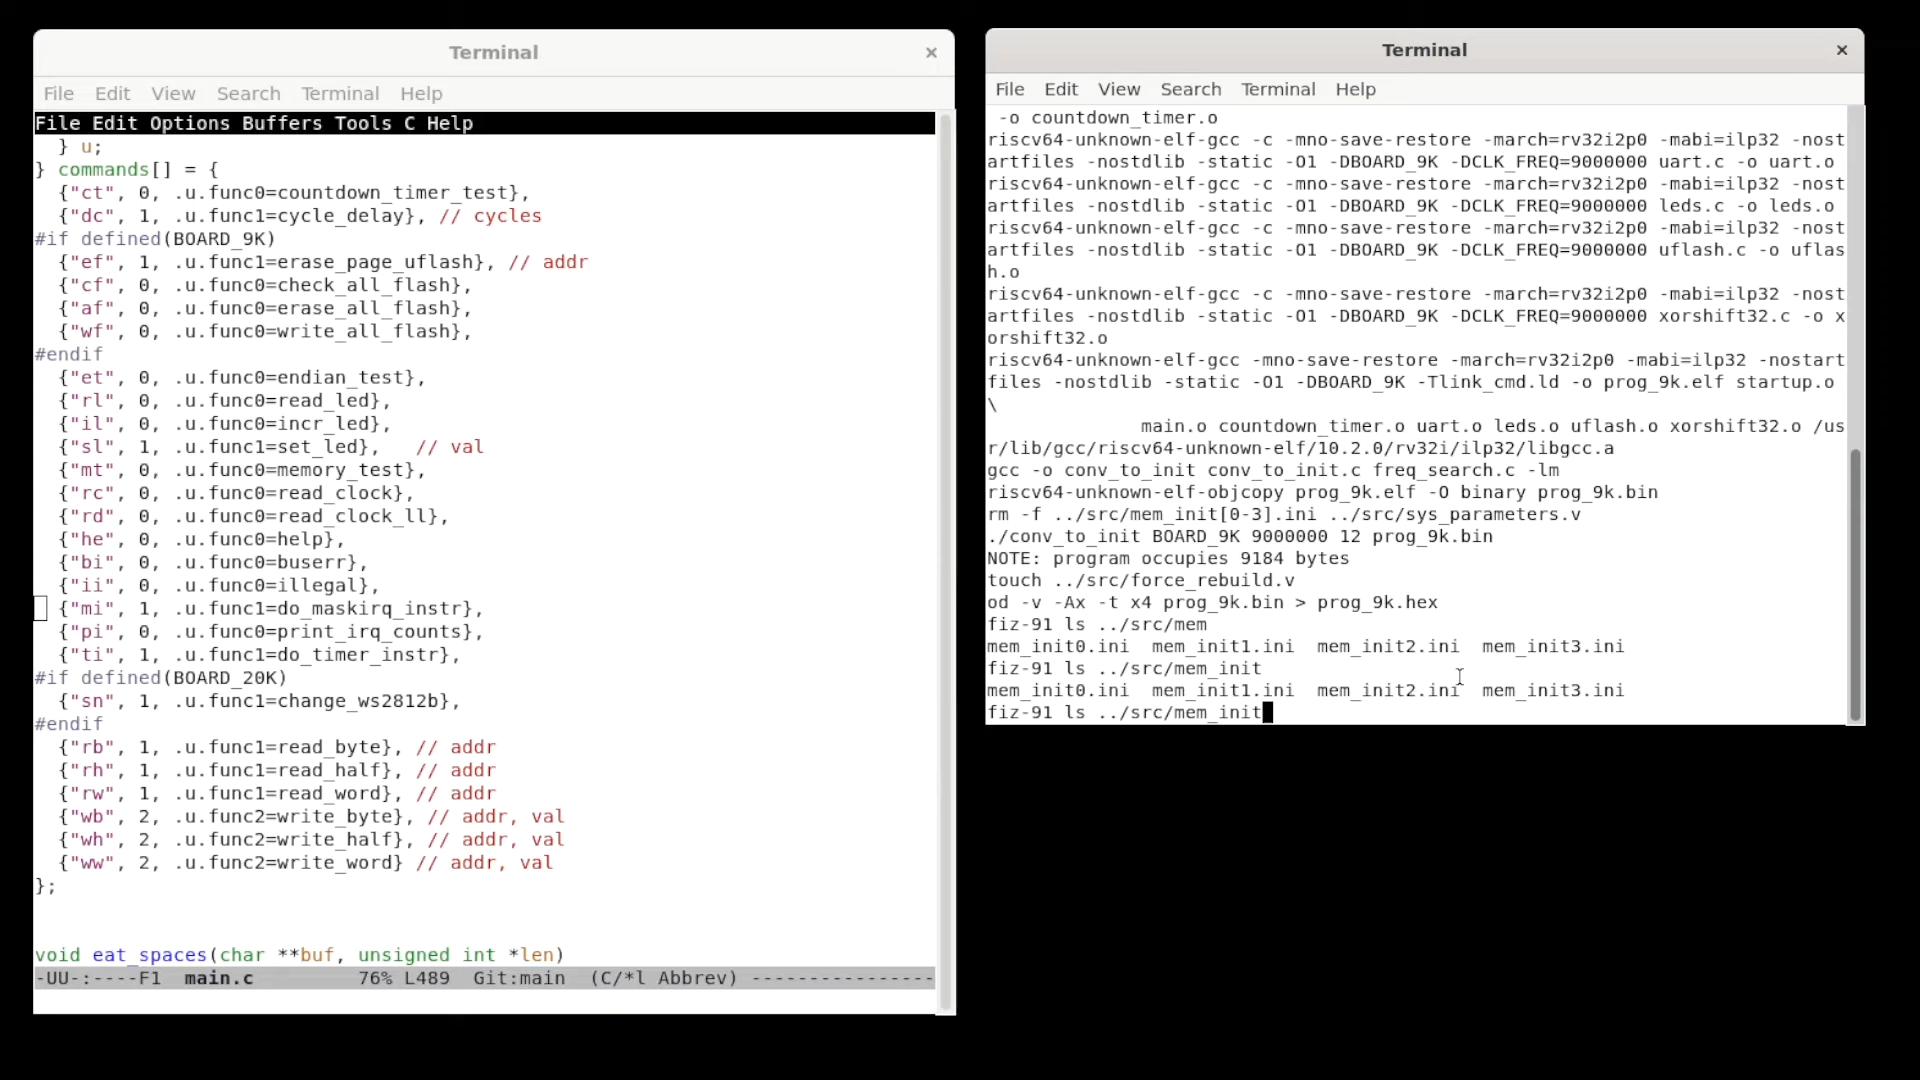 Terminal
×
File Edit View Search Terminal Help
File Edit Options Buffers Tools C Help
  } u;
} commands[] = {
  {"ct", 0, .u.func0=countdown_timer_test},
  {"dc", 1, .u.func1=cycle_delay}, // cycles
#if defined(BOARD_9K)
  {"ef", 1, .u.func1=erase_page_uflash}, // addr
  {"cf", 0, .u.func0=check_all_flash},
  {"af", 0, .u.func0=erase_all_flash},
  {"wf", 0, .u.func0=write_all_flash},
#endif
  {"et", 0, .u.func0=endian_test},
  {"rl", 0, .u.func0=read_led},
  {"il", 0, .u.func0=incr_led},
  {"sl", 1, .u.func1=set_led},   // val
  {"mt", 0, .u.func0=memory_test},
  {"rc", 0, .u.func0=read_clock},
  {"rd", 0, .u.func0=read_clock_ll},
  {"he", 0, .u.func0=help},
  {"bi", 0, .u.func0=buserr},
  {"ii", 0, .u.func0=illegal},
  {"mi", 1, .u.func1=do_maskirq_instr},
  {"pi", 0, .u.func0=print_irq_counts},
  {"ti", 1, .u.func1=do_timer_instr},
#if defined(BOARD_20K)
  {"sn", 1, .u.func1=change_ws2812b},
#endif
  {"rb", 1, .u.func1=read_byte}, // addr
  {"rh", 1, .u.func1=read_half}, // addr
  {"rw", 1, .u.func1=read_word}, // addr
  {"wb", 2, .u.func2=write_byte}, // addr, val
  {"wh", 2, .u.func2=write_half}, // addr, val
  {"ww", 2, .u.func2=write_word} // addr, val
};
void eat_spaces(char **buf, unsigned int *len)
-UU-:----F1  main.c         76% L489  Git:main  (C/*l Abbrev) ----------------
Terminal
×
File Edit View Search Terminal Help
 -o countdown_timer.o
riscv64-unknown-elf-gcc -c -mno-save-restore -march=rv32i2p0 -mabi=ilp32 -nost
artfiles -nostdlib -static -O1 -DBOARD_9K -DCLK_FREQ=9000000 uart.c -o uart.o
riscv64-unknown-elf-gcc -c -mno-save-restore -march=rv32i2p0 -mabi=ilp32 -nost
artfiles -nostdlib -static -O1 -DBOARD_9K -DCLK_FREQ=9000000 leds.c -o leds.o
riscv64-unknown-elf-gcc -c -mno-save-restore -march=rv32i2p0 -mabi=ilp32 -nost
artfiles -nostdlib -static -O1 -DBOARD_9K -DCLK_FREQ=9000000 uflash.c -o uflas
h.o
riscv64-unknown-elf-gcc -c -mno-save-restore -march=rv32i2p0 -mabi=ilp32 -nost
artfiles -nostdlib -static -O1 -DBOARD_9K -DCLK_FREQ=9000000 xorshift32.c -o x
orshift32.o
riscv64-unknown-elf-gcc -mno-save-restore -march=rv32i2p0 -mabi=ilp32 -nostart
files -nostdlib -static -O1 -DBOARD_9K -Tlink_cmd.ld -o prog_9k.elf startup.o
\
              main.o countdown_timer.o uart.o leds.o uflash.o xorshift32.o /us
r/lib/gcc/riscv64-unknown-elf/10.2.0/rv32i/ilp32/libgcc.a
gcc -o conv_to_init conv_to_init.c freq_search.c -lm
riscv64-unknown-elf-objcopy prog_9k.elf -O binary prog_9k.bin
rm -f ../src/mem_init[0-3].ini ../src/sys_parameters.v
./conv_to_init BOARD_9K 9000000 12 prog_9k.bin
NOTE: program occupies 9184 bytes
touch ../src/force_rebuild.v
od -v -Ax -t x4 prog_9k.bin > prog_9k.hex
fiz-91 ls ../src/mem
mem_init0.ini  mem_init1.ini  mem_init2.ini  mem_init3.ini
fiz-91 ls ../src/mem_init
mem_init0.ini  mem_init1.ini  mem_init2.ini  mem_init3.ini
fiz-91 ls ../src/mem_init